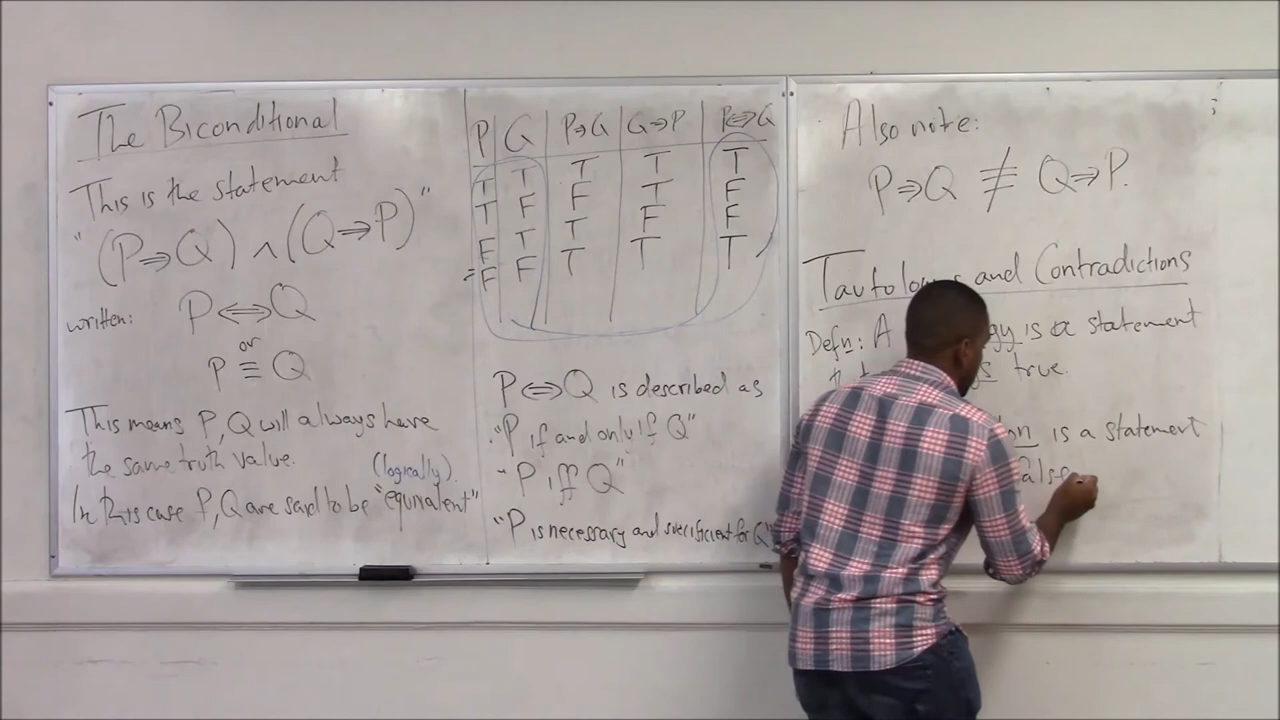 The Biconditional
This is the statement
"(P⇒Q) ∧ (Q⇒P)"
written: P⇔Q
or
P ≡ Q
This means P, Q will always have
the same truth value.
(logically).
In this case P, Q are said to be "equivalent"
P Q P⇒Q Q⇒P P⇔Q
T T T T T
T F F T F
F T T F F
F F T T T
P⇔Q is described as
"P if and only if Q"
"P iff Q"
"P is necessary and sufficient for Q"
Also note:
P⇒Q ≢ Q⇒P.
and Contradictions
Defn: A is a statement
true.
is a statement